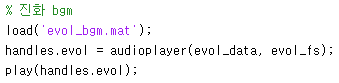 % 진화 bgm
load('evol_bgm.mat');
handles.evol = audioplayer(evol_data, evol_fs);
play(handles.evol);